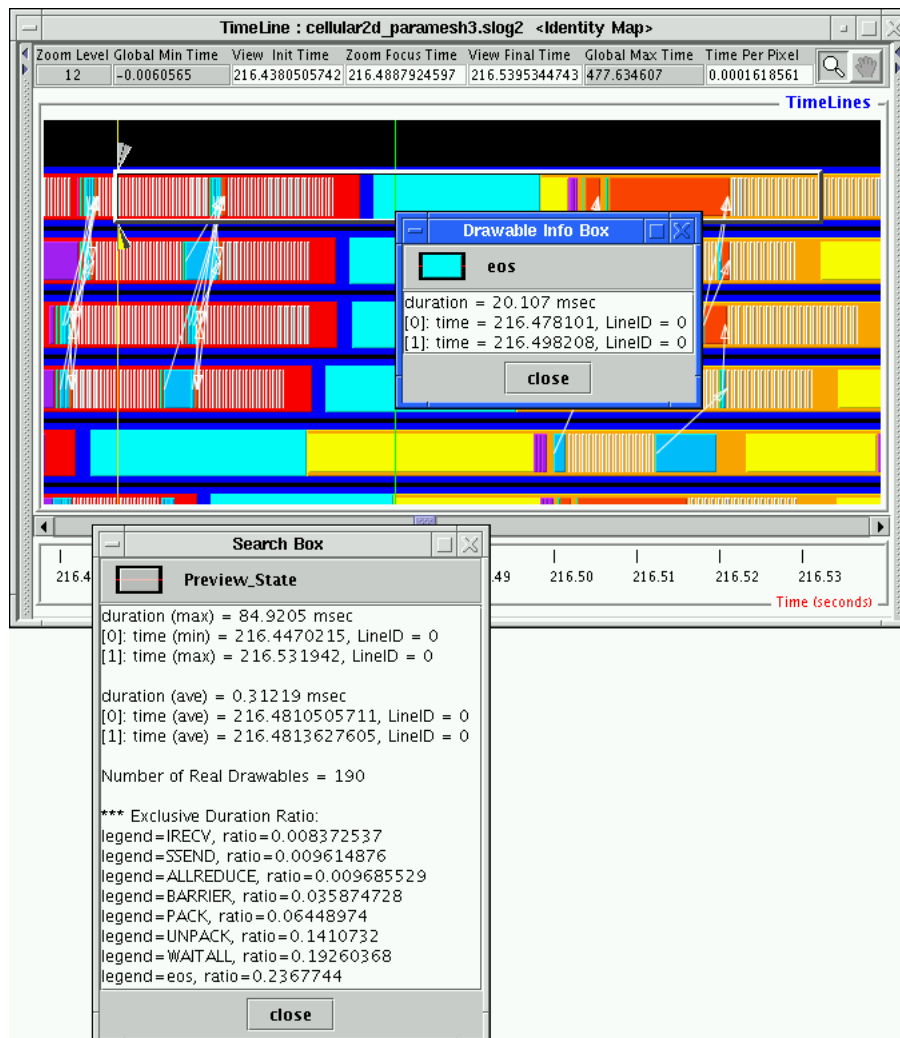 TimeLine : cellular2d_paramesh3.slog2 <Identity Map>
Zoom Level Global Min Time View Init Time Zoom Focus Time View Final Time Global Max Time Time Per Pixel
12 -0.0060565 216.4380505742 216.4887924597 216.5395344743 477.634607 0.0001618561
TimeLines
Drawable Info Box
eos
duration = 20.107 msec
[0]: time = 216.478101, LineID = 0
[1]: time = 216.498208, LineID = 0
close
216.4 .49 216.50 216.51 216.52 216.53
Time (seconds)
Search Box
Preview_State
duration (max) = 84.9205 msec
[0]: time (min) = 216.4470215, LineID = 0
[1]: time (max) = 216.531942, LineID = 0
duration (ave) = 0.31219 msec
[0]: time (ave) = 216.4810505711, LineID = 0
[1]: time (ave) = 216.4813627605, LineID = 0
Number of Real Drawables = 190
*** Exclusive Duration Ratio:
legend=IRECV, ratio=0.008372537
legend=SSEND, ratio=0.009614876
legend=ALLREDUCE, ratio=0.009685529
legend=BARRIER, ratio=0.035874728
legend=PACK, ratio=0.06448974
legend=UNPACK, ratio=0.1410732
legend=WAITALL, ratio=0.19260368
legend=eos, ratio=0.2367744
close